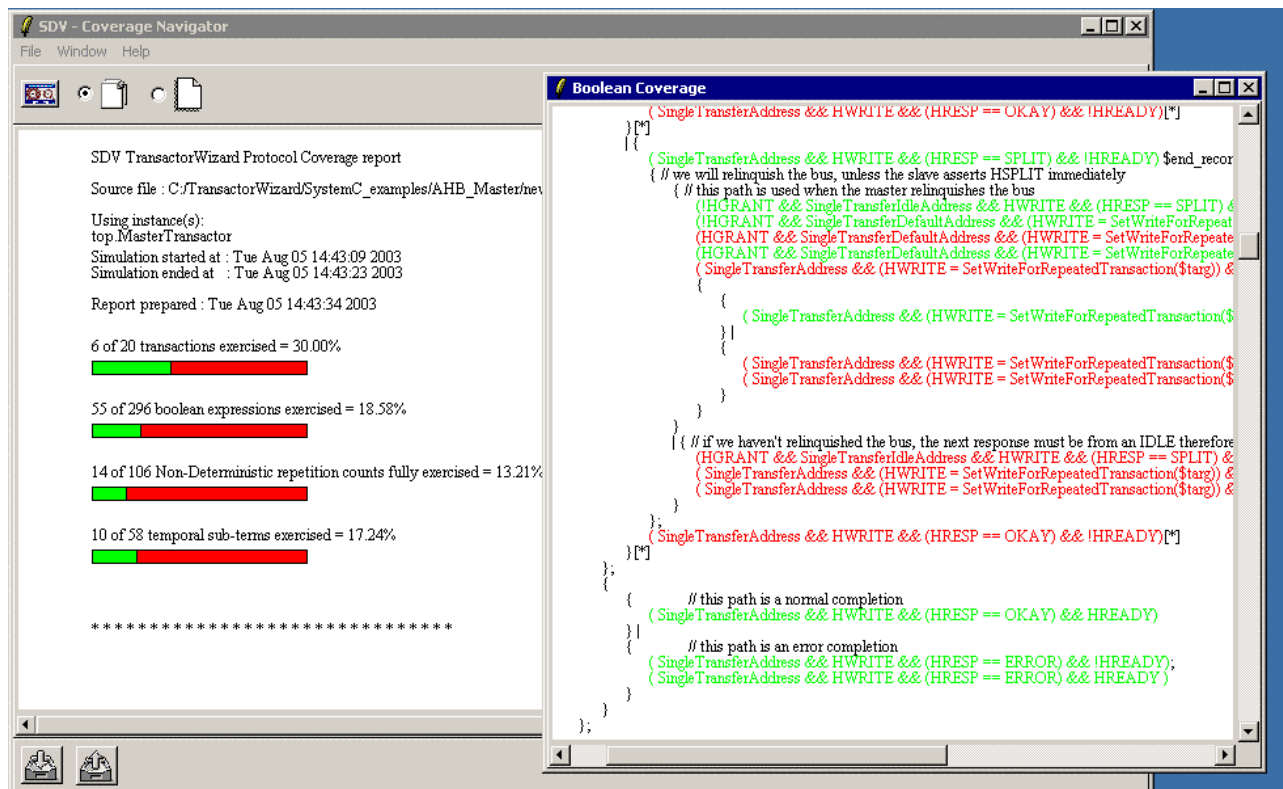 SDV - Coverage Navigator
File Window Help
SDV TransactorWizard Protocol Coverage report
Source file : C:/TransactorWizard/SystemC_examples/AHB_Master/nev
Using instance(s):
top.MasterTransactor
Simulation started at : Tue Aug 05 14:43:09 2003
Simulation ended at : Tue Aug 05 14:43:23 2003
Report prepared : Tue Aug 05 14:43:34 2003
6 of 20 transactions exercised = 30.00%
55 of 296 boolean expressions exercised = 18.58%
14 of 106 Non-Deterministic repetition counts fully exercised = 13.21%
10 of 58 temporal sub-terms exercised = 17.24%
* * * * * * * * * * * * * * * * * * * * * * * * * * * * * * *
Boolean Coverage
( SingleTransferAddress && HWRITE && (HRESP == OKAY) && !HREADY)[*]
}[*]
| {
( SingleTransferAddress && HWRITE && (HRESP == SPLIT) && !HREADY) $end_recor
{ // we will relinquish the bus, unless the slave asserts HSPLIT immediately
{ // this path is used when the master relinquishes the bus
(!HGRANT && SingleTransferIdleAddress && HWRITE && (HRESP == SPLIT) &
(!HGRANT && SingleTransferDefaultAddress && (HWRITE = SetWriteForRepeat
(HGRANT && SingleTransferDefaultAddress && (HWRITE = SetWriteForRepeate
(HGRANT && SingleTransferDefaultAddress && (HWRITE = SetWriteForRepeate
( SingleTransferAddress && (HWRITE = SetWriteForRepeatedTransaction($targ)) &
{
{
( SingleTransferAddress && (HWRITE = SetWriteForRepeatedTransaction($
} |
{
( SingleTransferAddress && (HWRITE = SetWriteForRepeatedTransaction($
( SingleTransferAddress && (HWRITE = SetWriteForRepeatedTransaction($
}
}
}
| { // if we haven't relinquished the bus, the next response must be from an IDLE therefore
(HGRANT && SingleTransferIdleAddress && HWRITE && (HRESP == SPLIT) &
( SingleTransferAddress && (HWRITE = SetWriteForRepeatedTransaction($targ)) &
( SingleTransferAddress && (HWRITE = SetWriteForRepeatedTransaction($targ)) &
}
};
( SingleTransferAddress && HWRITE && (HRESP == OKAY) && !HREADY)[*]
}[*]
};
{
{ // this path is a normal completion
( SingleTransferAddress && HWRITE && (HRESP == OKAY) && HREADY)
} |
{ // this path is an error completion
( SingleTransferAddress && HWRITE && (HRESP == ERROR) && !HREADY);
( SingleTransferAddress && HWRITE && (HRESP == ERROR) && HREADY )
}
}
};